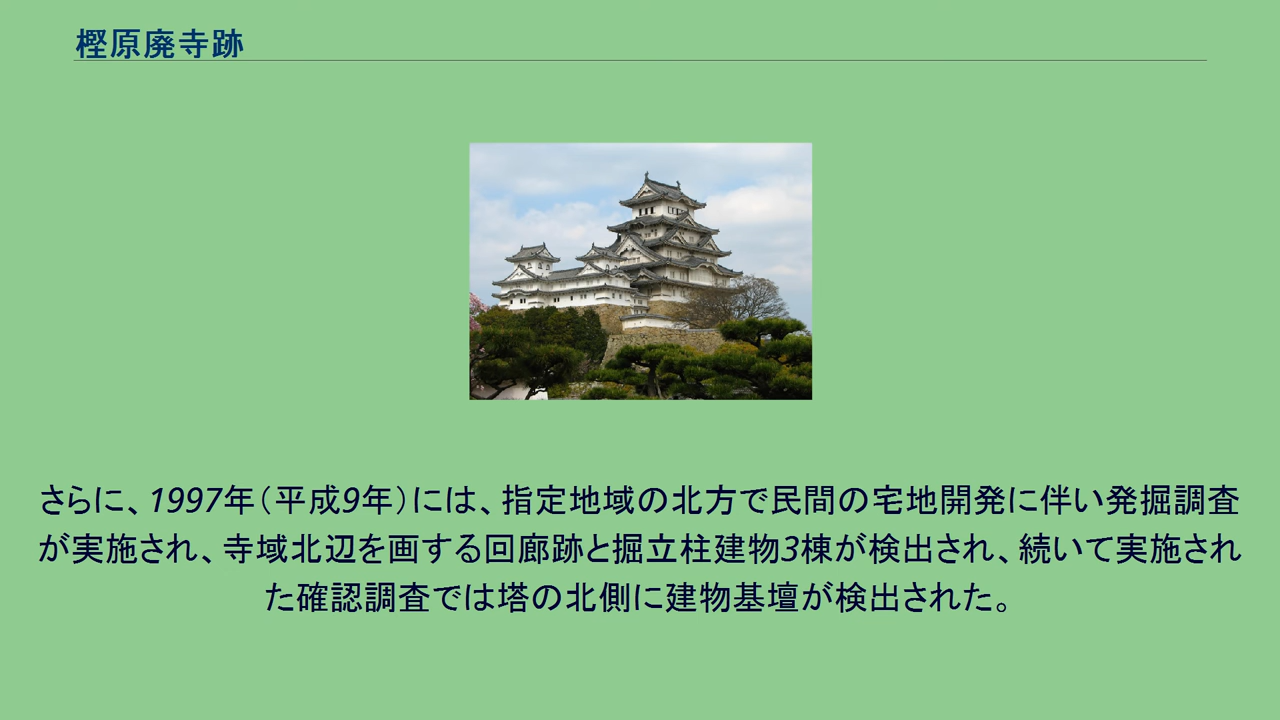 樫原廃寺跡
さらに、1997年（平成9年）には、指定地域の北方で民間の宅地開発に伴い発掘調査
が実施され、寺域北辺を画する回廊跡と掘立柱建物3棟が検出され、続いて実施され
た確認調査では塔の北側に建物基壇が検出された。